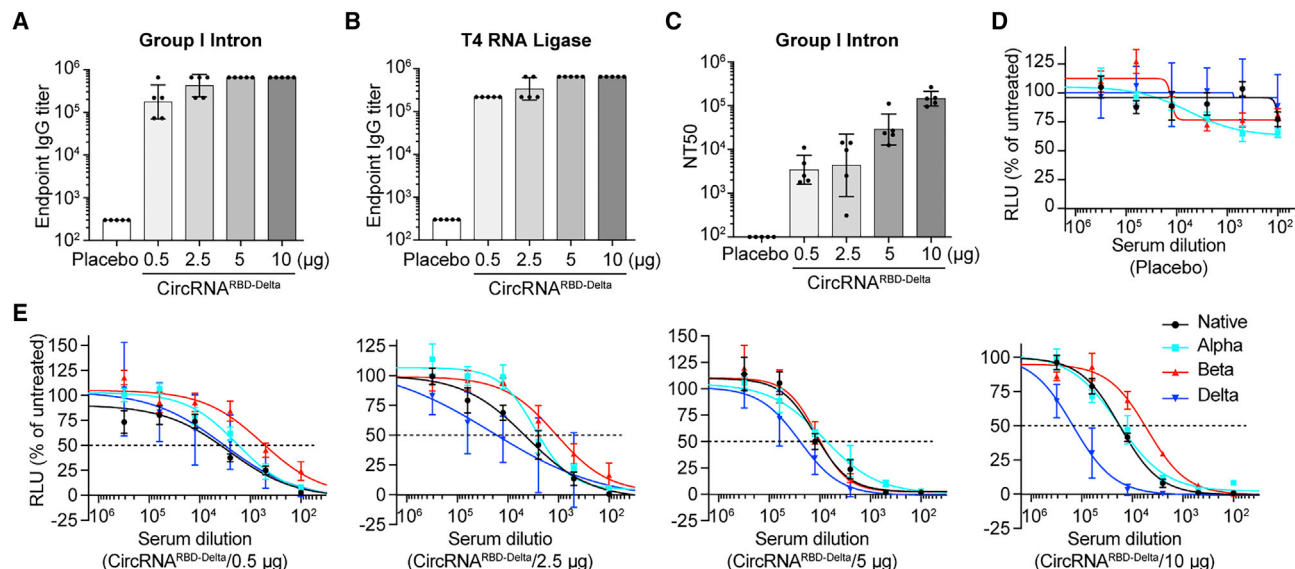 A
Group I Intron
Endpoint IgG titer
10⁶
10⁵
10⁴
10³
10²
Placebo 0.5 2.5 5 10 (μg)
CircRNA^RBD-Delta
B
T4 RNA Ligase
Endpoint IgG titer
10⁶
10⁵
10⁴
10³
10²
Placebo 0.5 2.5 5 10 (μg)
CircRNA^RBD-Delta
C
Group I Intron
NT50
10⁶
10⁵
10⁴
10³
10²
Placebo 0.5 2.5 5 10 (μg)
CircRNA^RBD-Delta
D
RLU (% of untreated)
125
100
75
50
25
0
10⁶ 10⁵ 10⁴ 10³ 10²
Serum dilution
(Placebo)
E
RLU (% of untreated)
150
125
100
75
50
25
0
-25
10⁶ 10⁵ 10⁴ 10³ 10²
Serum dilution
(CircRNA^RBD-Delta/0.5 μg)
125
100
75
50
25
0
-25
10⁶ 10⁵ 10⁴ 10³ 10²
Serum dilutio
(CircRNA^RBD-Delta/2.5 μg)
150
125
100
75
50
25
0
-25
10⁶ 10⁵ 10⁴ 10³ 10²
Serum dilution
(CircRNA^RBD-Delta/5 μg)
100
75
50
25
0
-25
10⁶ 10⁵ 10⁴ 10³ 10²
Serum dilution
(CircRNA^RBD-Delta/10 μg)
Native
Alpha
Beta
Delta